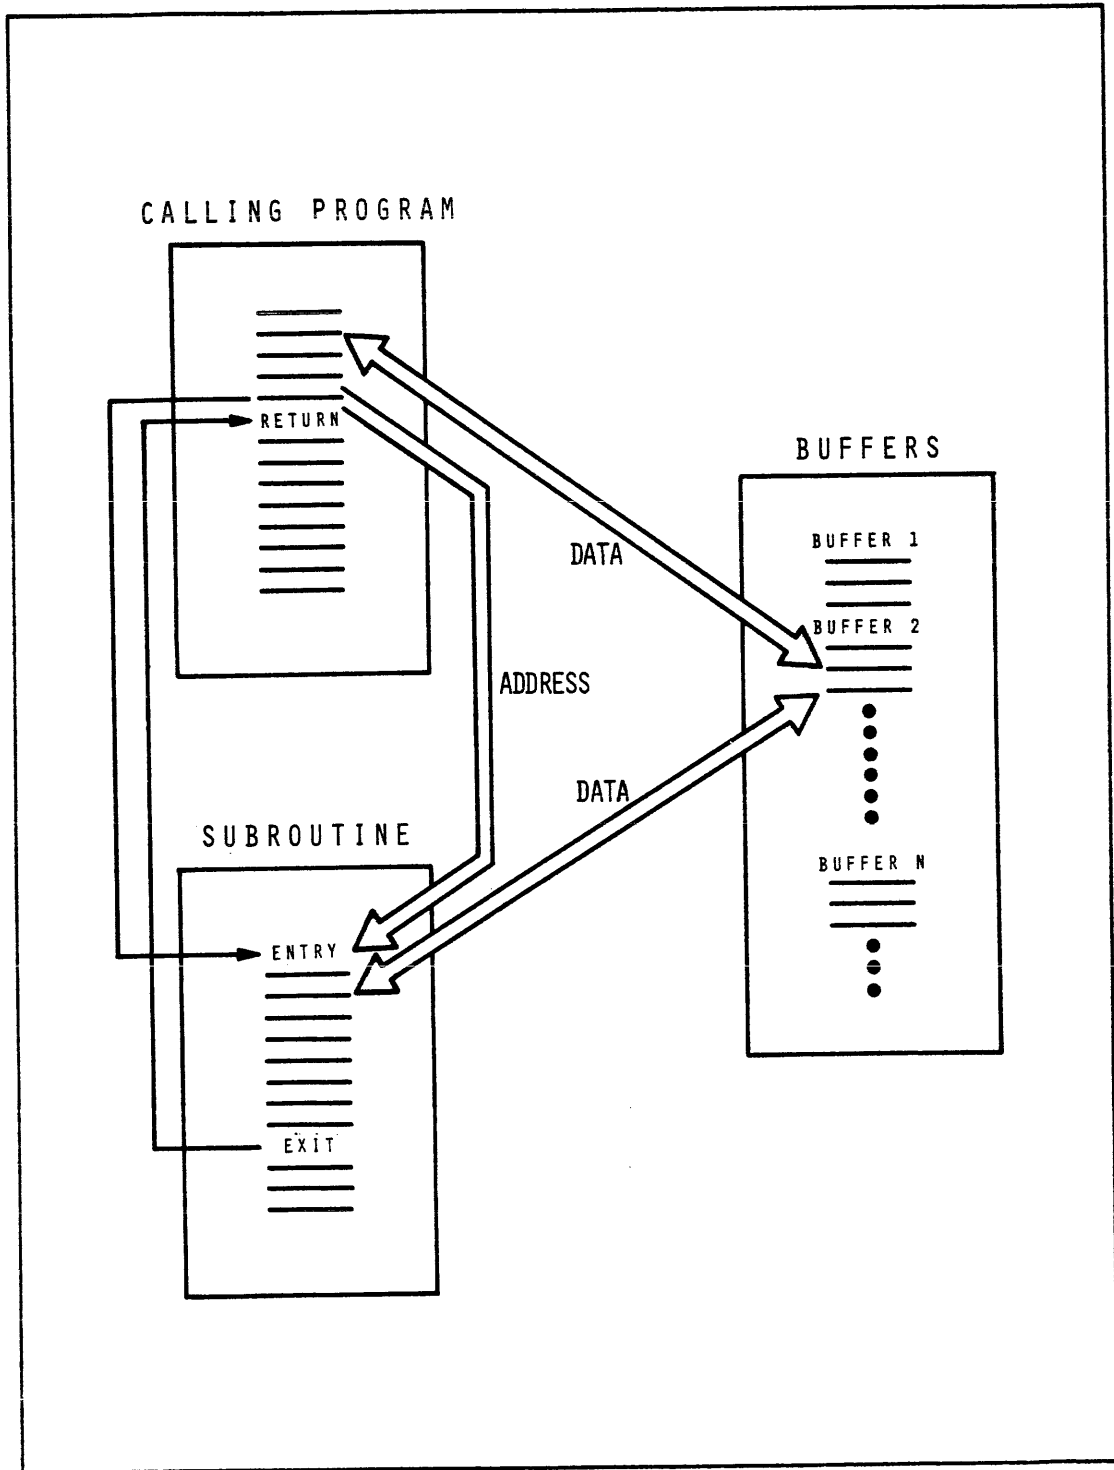 CALLING PROGRAM
RETURN
BUFFERS
BUFFER 1
DATA
BUFFER 2
ADDRESS
DATA
SUBROUTINE
BUFFER N
ENTRY
EXIT